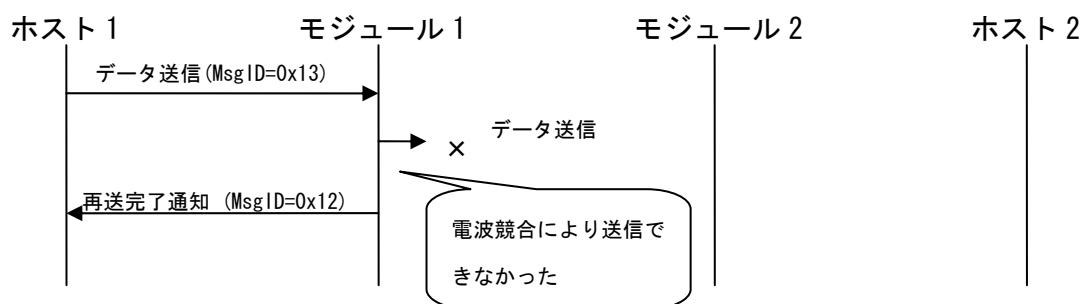 ホスト1 モジュール1 モジュール2 ホスト2
データ送信(MsgID=0x13)
データ送信
×
再送完了通知 (MsgID=0x12)
電波競合により送信で
きなかった